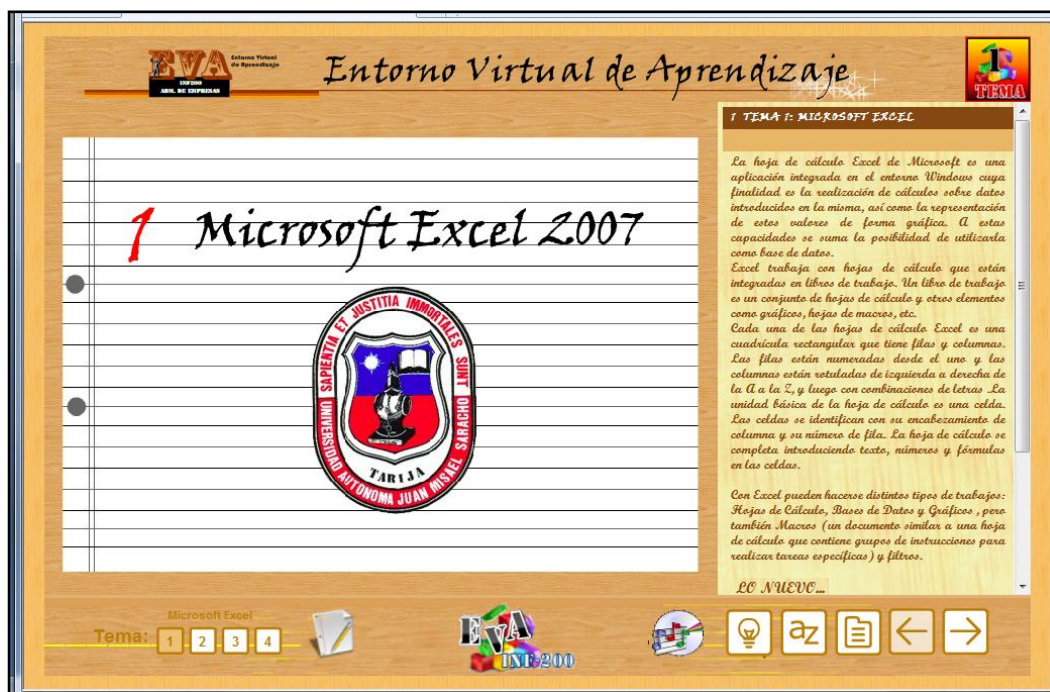 EVA
Entorno Virtual
de Aprendizaje
INF200
ADM. DE EMPRESAS
Entorno Virtual de Aprendizaje
1
TEMA
1 TEMA 1: MICROSOFT EXCEL
La hoja de cálculo Excel de Microsoft es una
aplicación integrada en el entorno Windows cuya
finalidad es la realización de cálculos sobre datos
introducidos en la misma, así como la representación
de estos valores de forma gráfica. A estas
capacidades se suma la posibilidad de utilizarla
como base de datos.
Excel trabaja con hojas de cálculo que están
integradas en libros de trabajo. Un libro de trabajo
es un conjunto de hojas de cálculo y otros elementos
como gráficos, hojas de macros, etc.
Cada una de las hojas de cálculo Excel es una
cuadrícula rectangular que tiene filas y columnas.
Las filas están numeradas desde el uno y las
columnas están rotuladas de izquierda a derecha de
la A a la Z, y luego con combinaciones de letras .La
unidad básica de la hoja de cálculo es una celda.
Las celdas se identifican con su encabezamiento de
columna y su número de fila. La hoja de cálculo se
completa introduciendo texto, números y fórmulas
en las celdas.
Con Excel pueden hacerse distintos tipos de trabajos:
Hojas de Cálculo, Bases de Datos y Gráficos , pero
también Macros (un documento similar a una hoja
de cálculo que contiene grupos de instrucciones para
realizar tareas específicas) y filtros.
LO NUEVO...
1 Microsoft Excel 2007
SAPIENTIA ET JUSTITIA IMMORTALES SUNT
UNIVERSIDAD AUTONOMA JUAN MISAEL SARACHO
TARIJA
Microsoft Excel
Tema: 1 2 3 4
EVA
INF-200
az